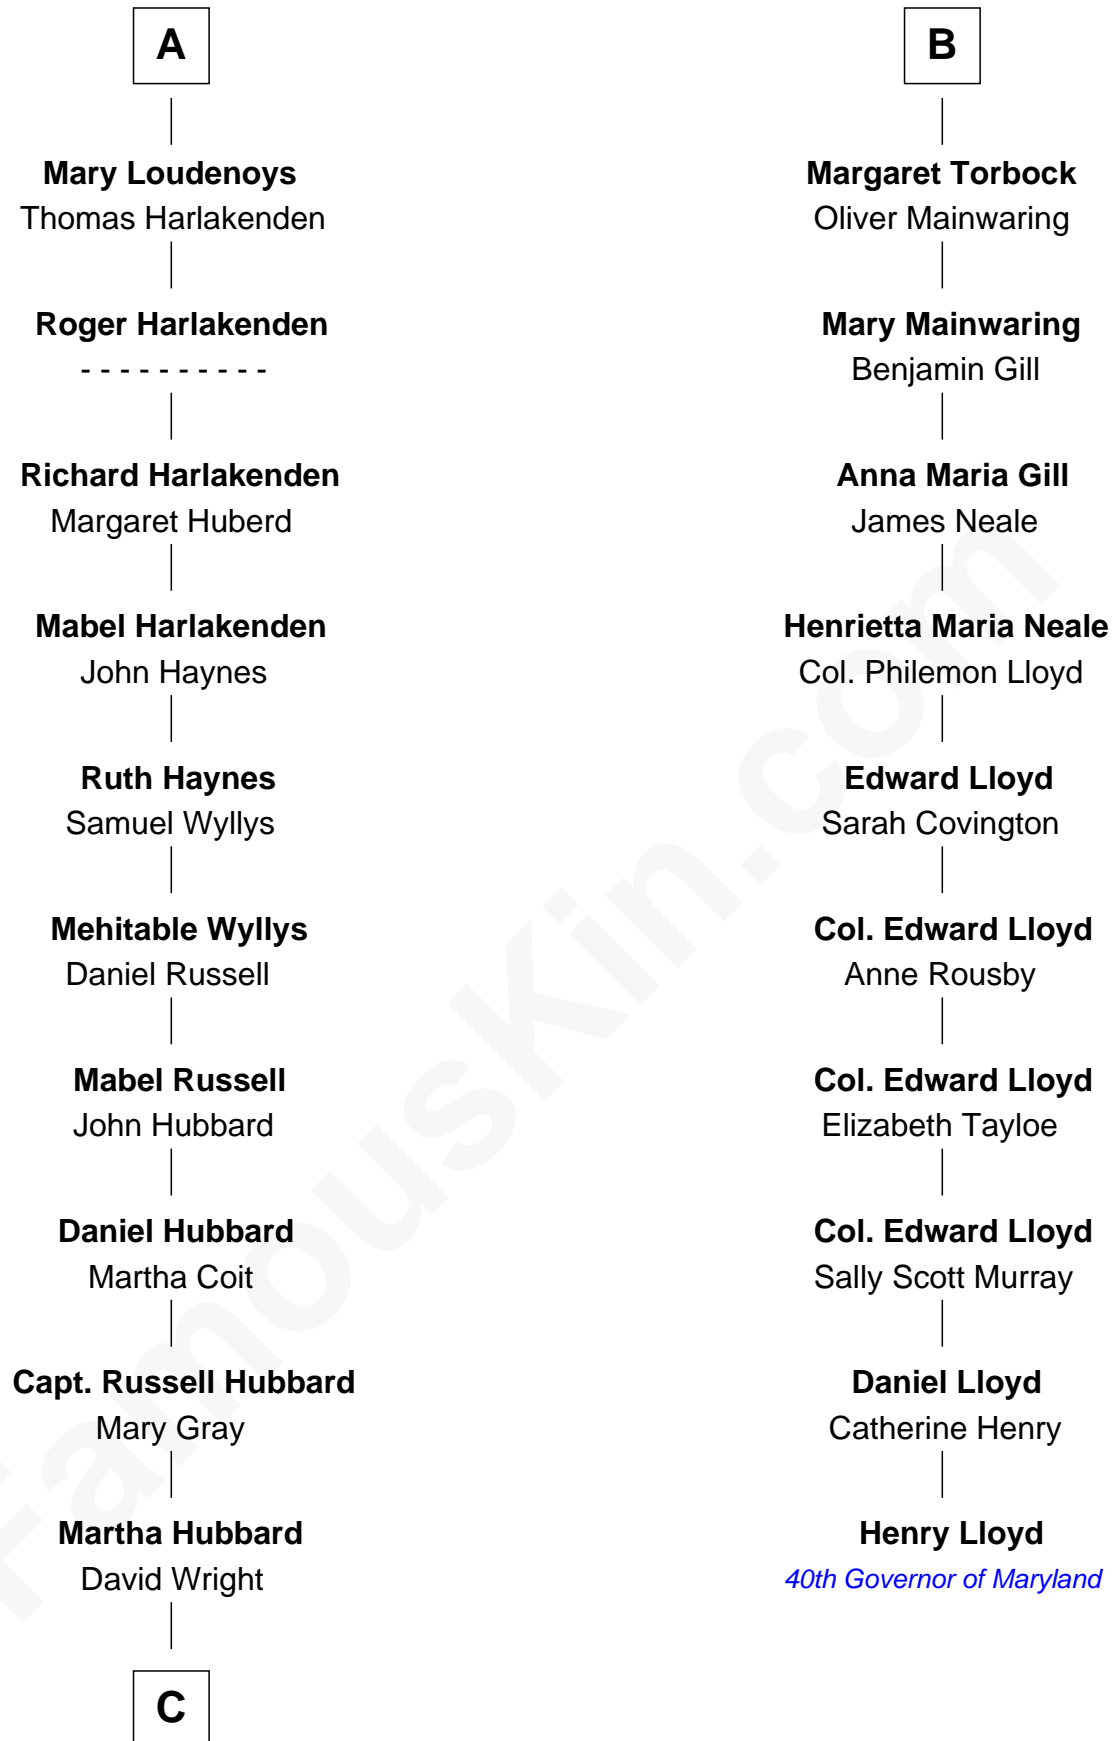 A
Mary Loudenoys
Thomas Harlakenden
Roger Harlakenden
- - - - - - - - - -
Richard Harlakenden
Margaret Huberd
Mabel Harlakenden
John Haynes
Ruth Haynes
Samuel Wyllys
Mehitable Wyllys
Daniel Russell
Mabel Russell
John Hubbard
Daniel Hubbard
Martha Coit
Capt. Russell Hubbard
Mary Gray
Martha Hubbard
David Wright
C
B
Margaret Torbock
Oliver Mainwaring
Mary Mainwaring
Benjamin Gill
Anna Maria Gill
James Neale
Henrietta Maria Neale
Col. Philemon Lloyd
Edward Lloyd
Sarah Covington
Col. Edward Lloyd
Anne Rousby
Col. Edward Lloyd
Elizabeth Tayloe
Col. Edward Lloyd
Sally Scott Murray
Daniel Lloyd
Catherine Henry
Henry Lloyd
40th Governor of Maryland
FamousKin.com